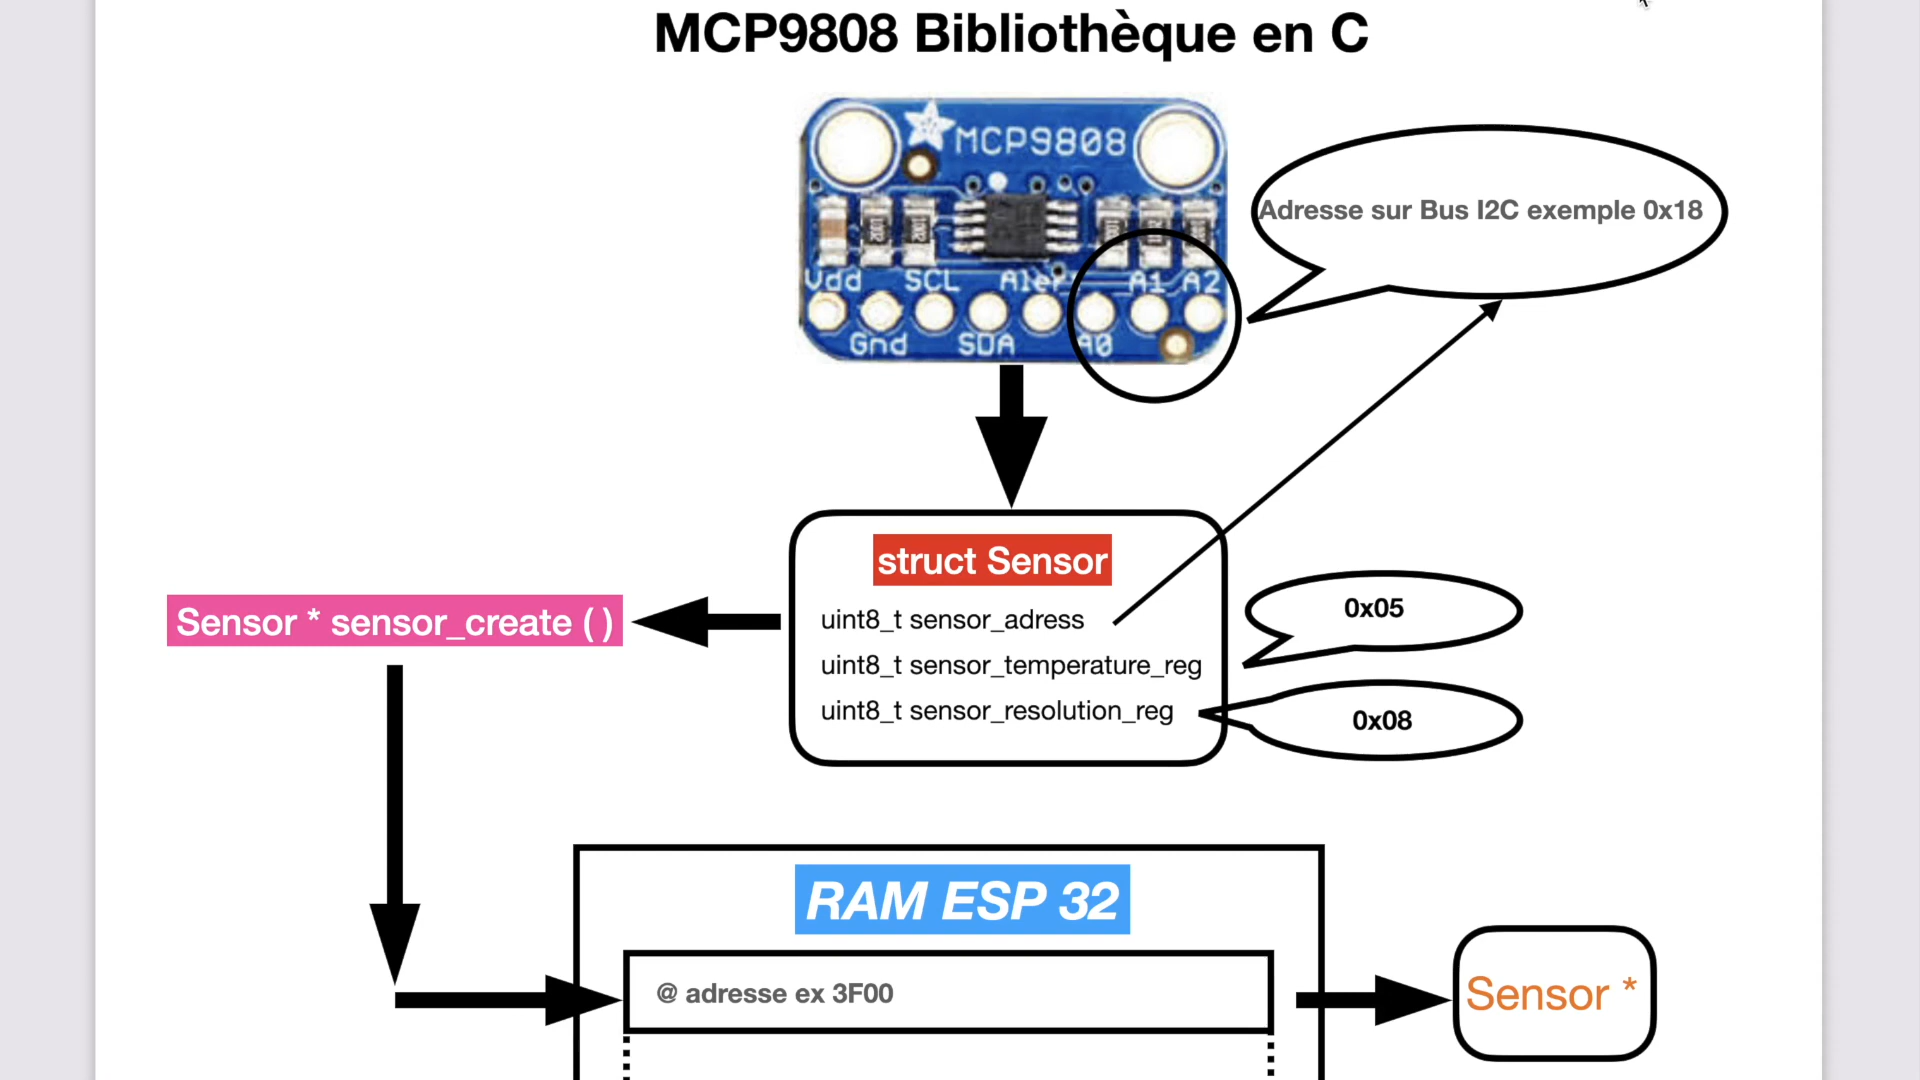 MCP9808 Bibliothèque en C
MCP9808
Adresse sur Bus I2C exemple 0x18
Vdd SCL Alert A1 A2
Gnd SDA A0
struct Sensor
uint8_t sensor_adress
uint8_t sensor_temperature_reg
uint8_t sensor_resolution_reg
0x05
0x08
Sensor * sensor_create ( )
RAM ESP 32
@ adresse ex 3F00
Sensor *